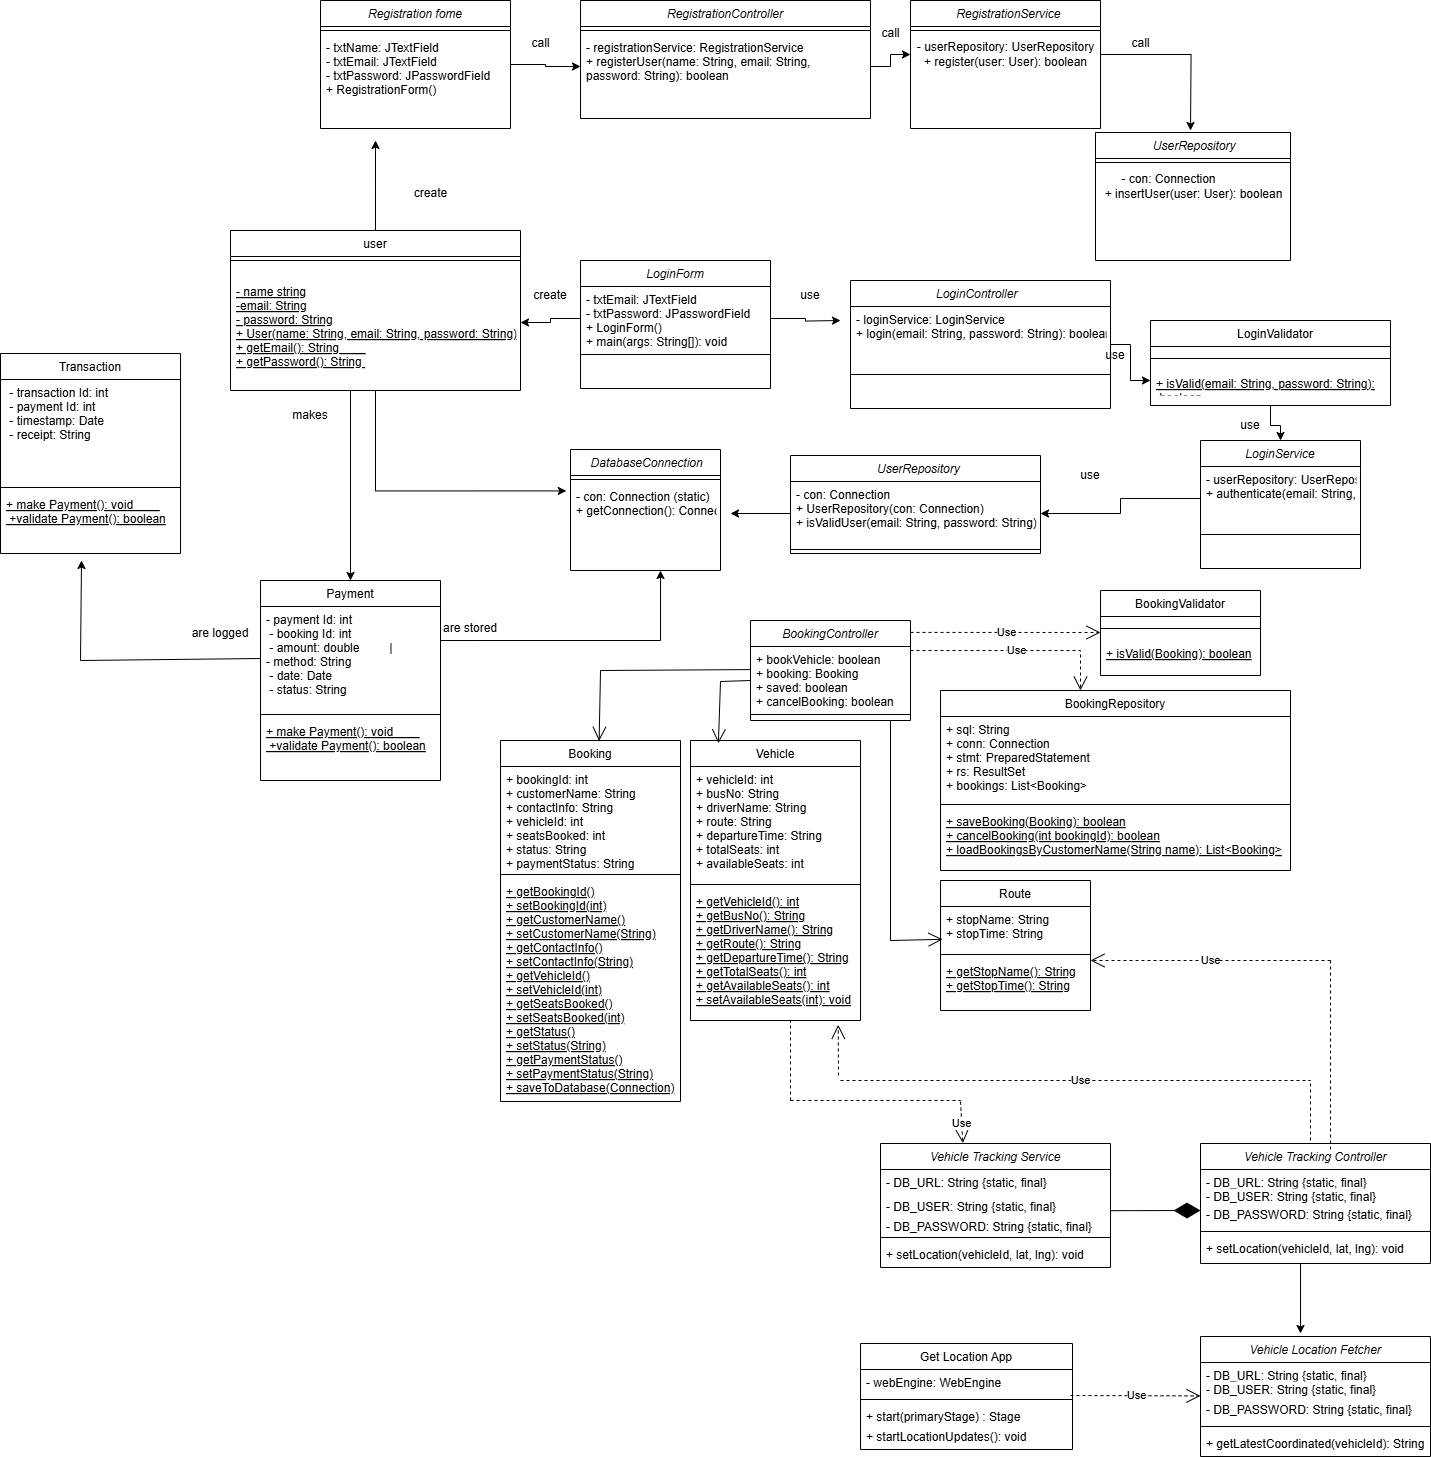 Registration fome
- txtName: JTextField
- txtEmail: JTextField
- txtPassword: JPasswordField
+ RegistrationForm()
call
RegistrationController
- registrationService: RegistrationService
+ registerUser(name: String, email: String,
password: String): boolean
call
RegistrationService
- userRepository: UserRepository
+ register(user: User): boolean
call
UserRepository
- con: Connection
+ insertUser(user: User): boolean
create
user
- name string
-email: String
- password: String
+ User(name: String, email: String, password: String)
+ getEmail(): String
+ getPassword(): String
create
LoginForm
- txtEmail: JTextField
- txtPassword: JPasswordField
+ LoginForm()
+ main(args: String[]): void
use
LoginController
- loginService: LoginService
+ login(email: String, password: String): boolea
use
LoginValidator
+ isValid(email: String, password: String):
use
LoginService
- userRepository: UserRepos
+ authenticate(email: String,
use
UserRepository
- con: Connection
+ UserRepository(con: Connection)
+ isValidUser(email: String, password: String)
DatabaseConnection
- con: Connection (static)
+ getConnection(): Connec
Transaction
- transaction Id: int
- payment Id: int
- timestamp: Date
- receipt: String
+ make Payment(): void
+validate Payment(): boolean
makes
are logged
Payment
- payment Id: int
- booking Id: int
- amount: double
- method: String
- date: Date
- status: String
+ make Payment(): void
+validate Payment(): boolean
|
are stored
BookingController
+ bookVehicle: boolean
+ booking: Booking
+ saved: boolean
+ cancelBooking: boolean
Use
Use
BookingValidator
+ isValid(Booking): boolean
BookingRepository
+ sql: String
+ conn: Connection
+ stmt: PreparedStatement
+ rs: ResultSet
+ bookings: List<Booking>
+ saveBooking(Booking): boolean
+ cancelBooking(int bookingId): boolean
+ loadBookingsByCustomerName(String name): List<Booking>
Booking
+ bookingId: int
+ customerName: String
+ contactInfo: String
+ vehicleId: int
+ seatsBooked: int
+ status: String
+ paymentStatus: String
+ getBookingId()
+ setBookingId(int)
+ getCustomerName()
+ setCustomerName(String)
+ getContactInfo()
+ setContactInfo(String)
+ getVehicleId()
+ setVehicleId(int)
+ getSeatsBooked()
+ setSeatsBooked(int)
+ getStatus()
+ setStatus(String)
+ getPaymentStatus()
+ setPaymentStatus(String)
+ saveToDatabase(Connection)
Vehicle
+ vehicleId: int
+ busNo: String
+ driverName: String
+ route: String
+ departureTime: String
+ totalSeats: int
+ availableSeats: int
+ getVehicleId(): int
+ getBusNo(): String
+ getDriverName(): String
+ getRoute(): String
+ getDepartureTime(): String
+ getTotalSeats(): int
+ getAvailableSeats(): int
+ setAvailableSeats(int): void
Route
+ stopName: String
+ stopTime: String
+ getStopName(): String
+ getStopTime(): String
Use
Use
Use
Vehicle Tracking Service
- DB_URL: String {static, final}
- DB_USER: String {static, final}
- DB_PASSWORD: String {static, final}
+ setLocation(vehicleId, lat, lng): void
Vehicle Tracking Controller
- DB_URL: String {static, final}
- DB_USER: String {static, final}
- DB_PASSWORD: String {static, final}
+ setLocation(vehicleId, lat, lng): void
Get Location App
- webEngine: WebEngine
+ start(primaryStage) : Stage
+ startLocationUpdates(): void
Use
Vehicle Location Fetcher
- DB_URL: String {static, final}
- DB_USER: String {static, final}
- DB_PASSWORD: String {static, final}
+ getLatestCoordinated(vehicleId): String